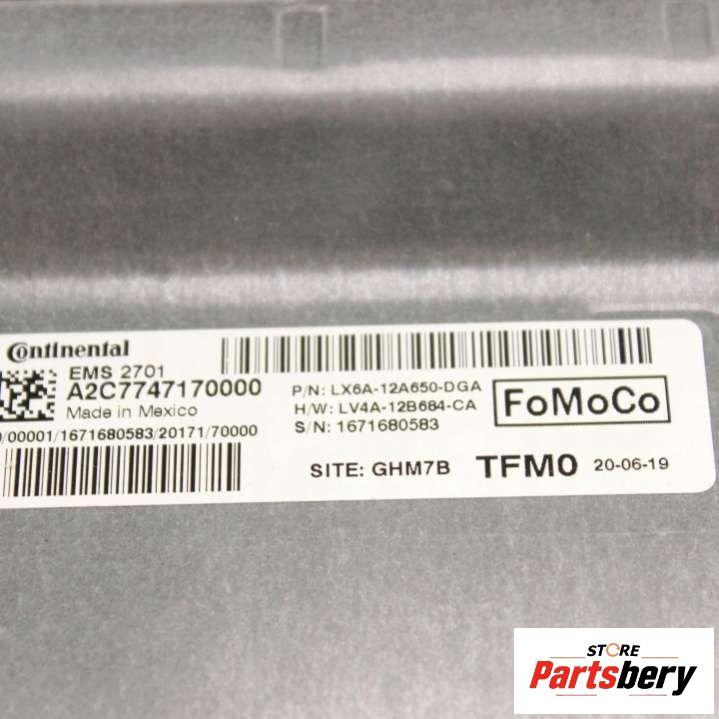 Continental
EMS 2701
A2C7747170000
Made in Mexico
/00001/1671680583/20171/70000
P/N: LX6A-12A650-DGA
H/W: LV4A-12B684-CA
S/N: 1671680583
FoMoCo
SITE: GHM7B TFM0 20-06-19
STORE
Partsbery